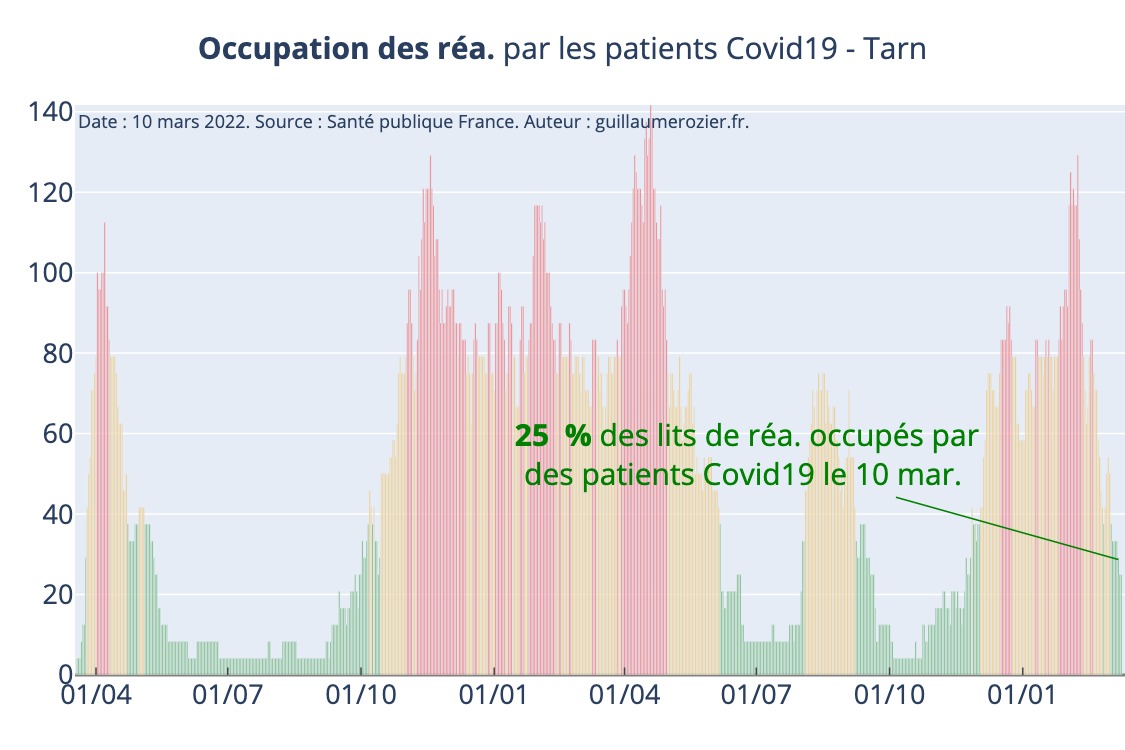 Occupation des réa. par les patients Covid19 - Tarn
140
Date : 10 mars 2022. Source : Santé publique France. Auteur : guillaumerozier.fr.
120
100
80
60
25 % des lits de réa. occupés par
des patients Covid19 le 10 mar.
40
20
0
01/04 01/07 01/10 01/01 01/04 01/07 01/10 01/01